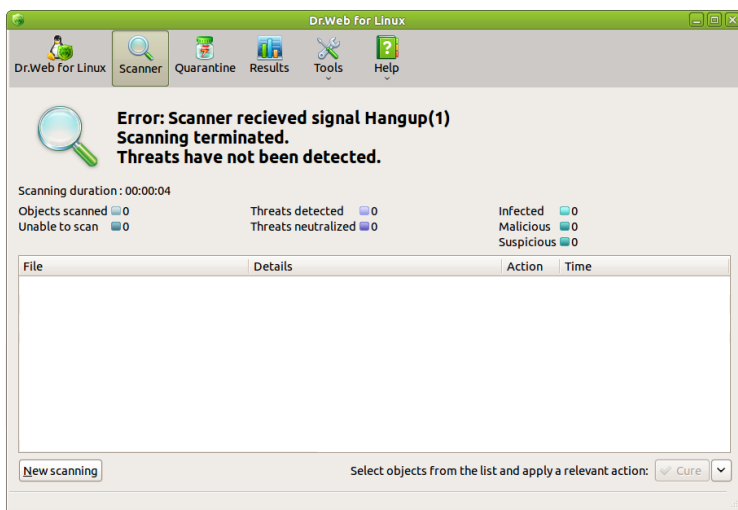 Dr.Web for Linux
Dr.Web for Linux Scanner Quarantine Results Tools Help
Error: Scanner recieved signal Hangup(1)
Scanning terminated.
Threats have not been detected.
Scanning duration : 00:00:04
Objects scanned 0 Threats detected 0 Infected 0
Unable to scan 0 Threats neutralized 0 Malicious 0
Suspicious 0
File Details Action Time
New scanning Select objects from the list and apply a relevant action: Cure